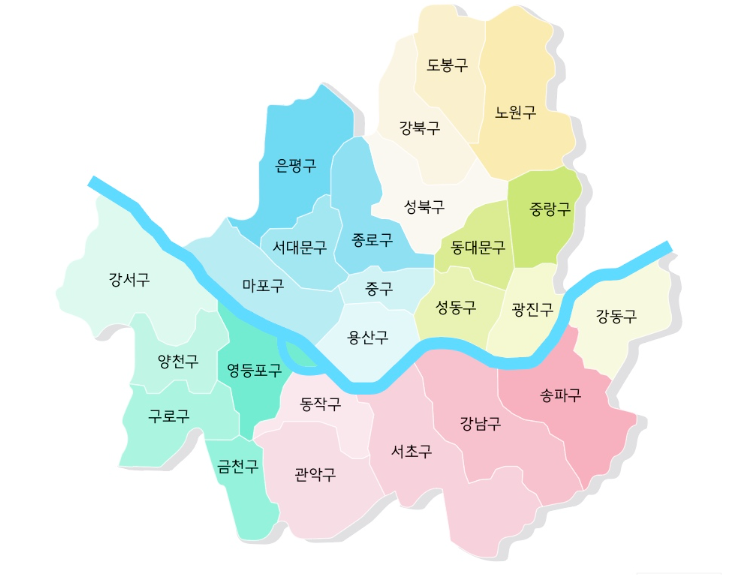 도봉구
노원구
강북구
은평구
성북구
중랑구
서대문구
종로구
동대문구
강서구
마포구
중구
성동구
광진구
강동구
용산구
양천구
영등포구
송파구
동작구
구로구
강남구
서초구
금천구
관악구